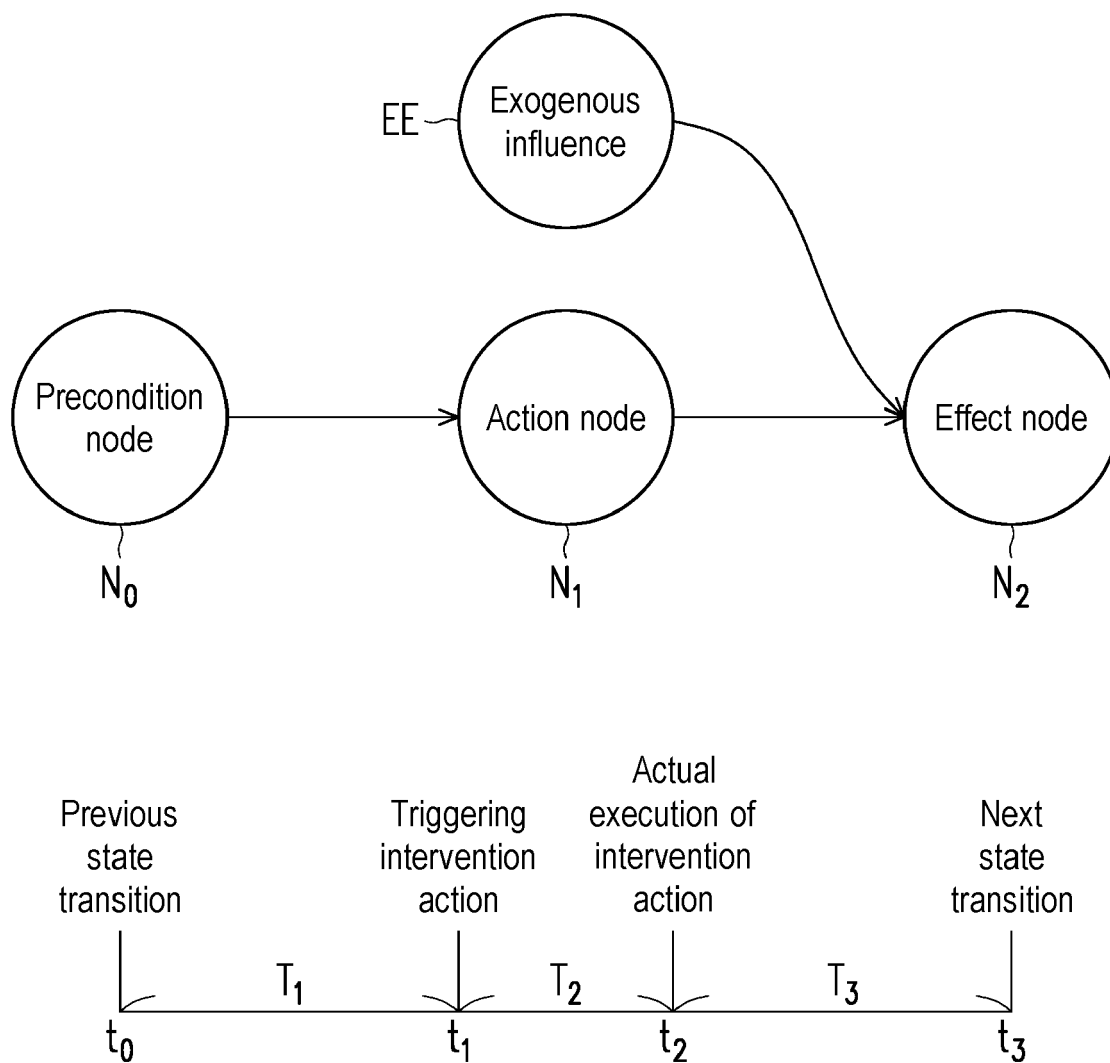 EE
Exogenous
influence
Precondition
node
Action node
Effect node
N₀
N₁
N₂
Previous
state
transition
Triggering
intervention
action
Actual
execution of
intervention
action
Next
state
transition
T₁
T₂
T₃
t₀
t₁
t₂
t₃